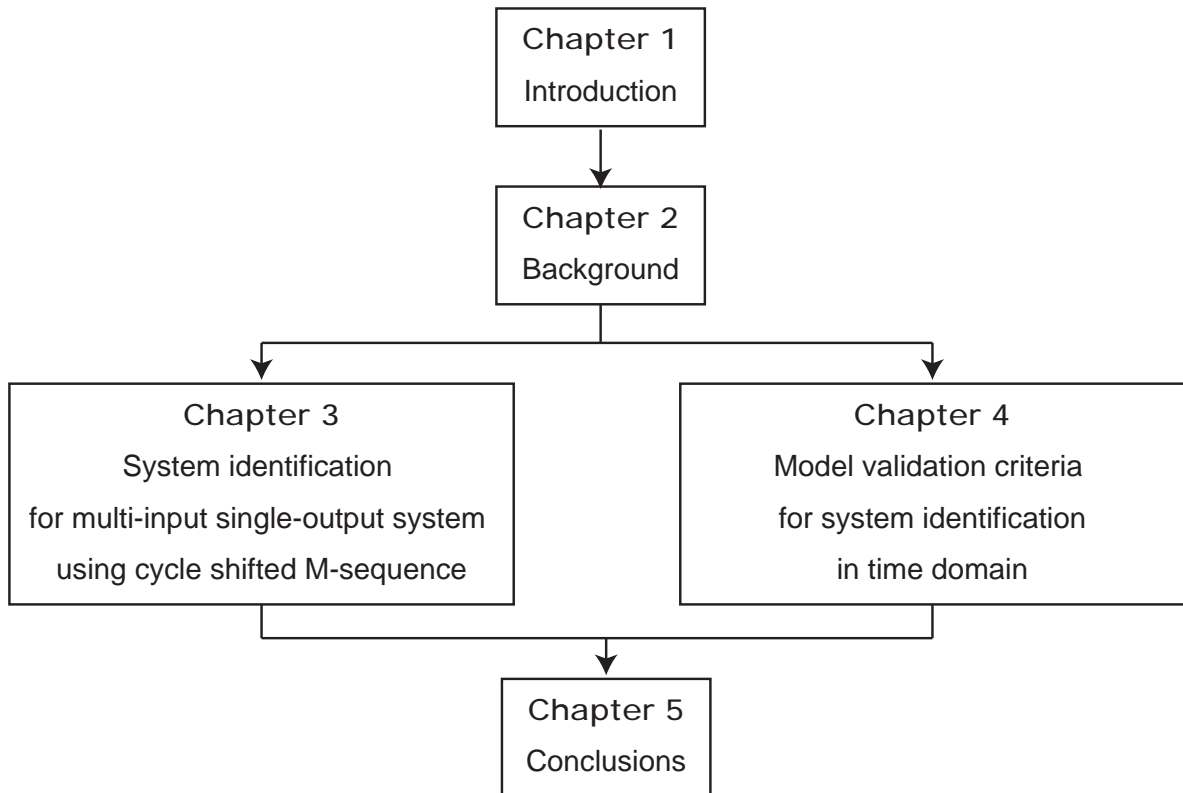 Chapter 1
Introduction
Chapter 2
Background
Chapter 3
System identification
for multi-input single-output system
using cycle shifted M-sequence
Chapter 4
Model validation criteria
for system identification
in time domain
Chapter 5
Conclusions